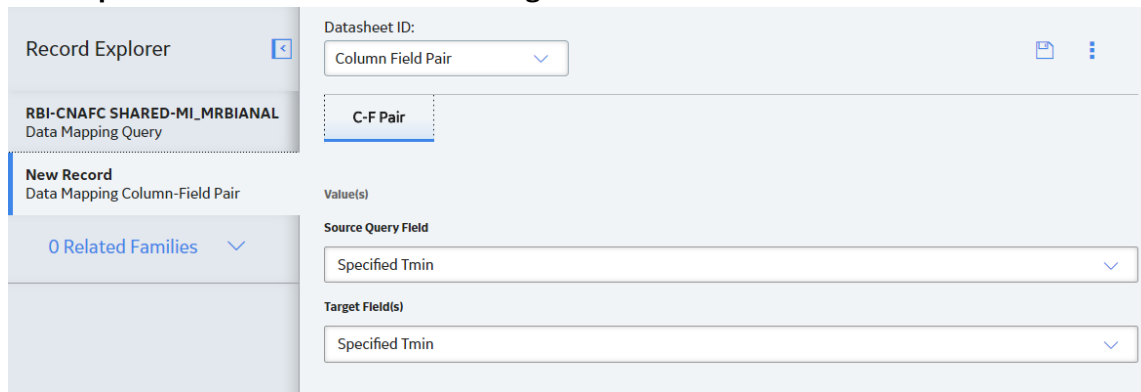 Record Explorer
RBI-CNAFC SHARED-MI_MRBIANAL
Data Mapping Query
New Record
Data Mapping Column-Field Pair
0 Related Families
Datasheet ID:
Column Field Pair
C-F Pair
Value(s)
Source Query Field
Specified Tmin
Target Field(s)
Specified Tmin